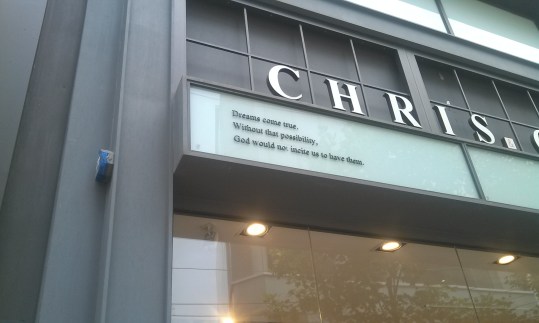 CHRIS.C
Dreams come true.
Without that possibility,
God would not incite us to have them.